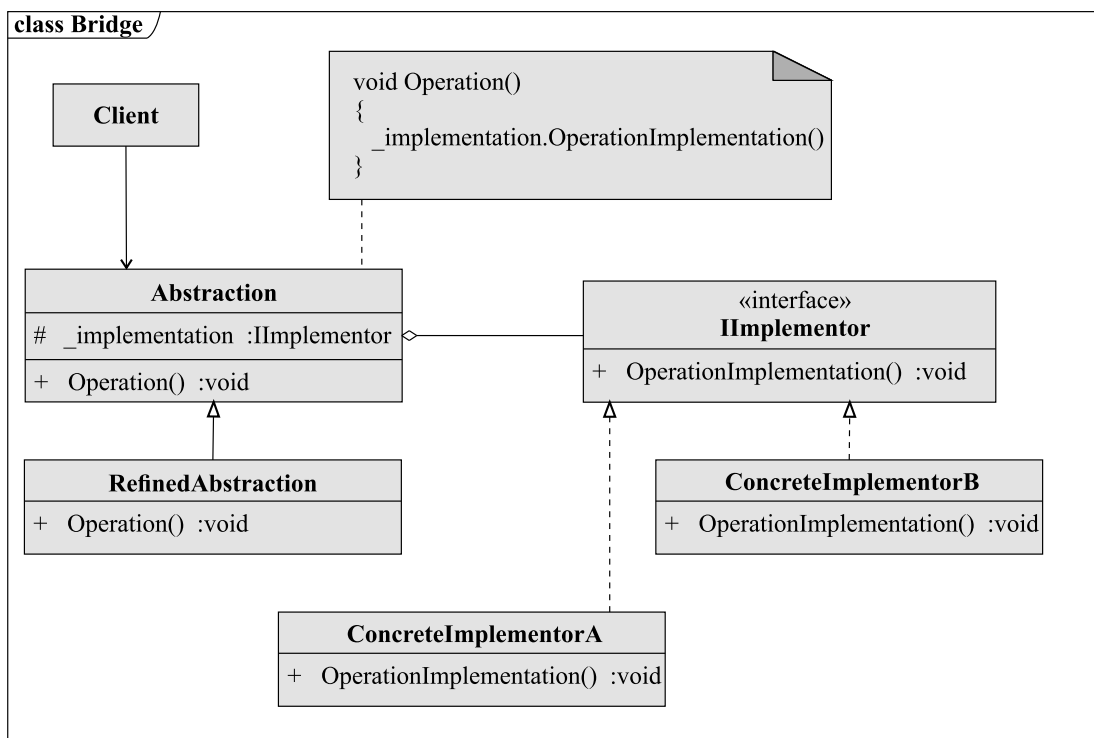 class Bridge
Client
void Operation()
{
_implementation.OperationImplementation()
}
Abstraction
# _implementation :IImplementor
+ Operation() :void
«interface»
IImplementor
+ OperationImplementation() :void
RefinedAbstraction
+ Operation() :void
ConcreteImplementorB
+ OperationImplementation() :void
ConcreteImplementorA
+ OperationImplementation() :void